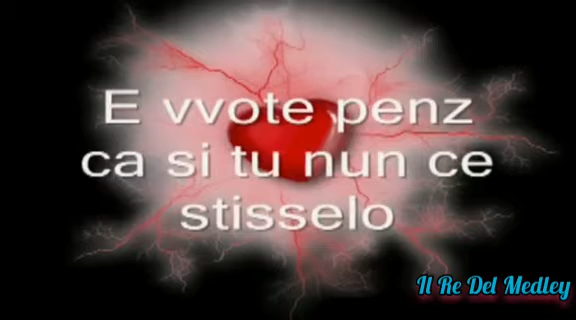 E vvote penz
ca si tu nun ce
stisselo
Il Re Del Medley